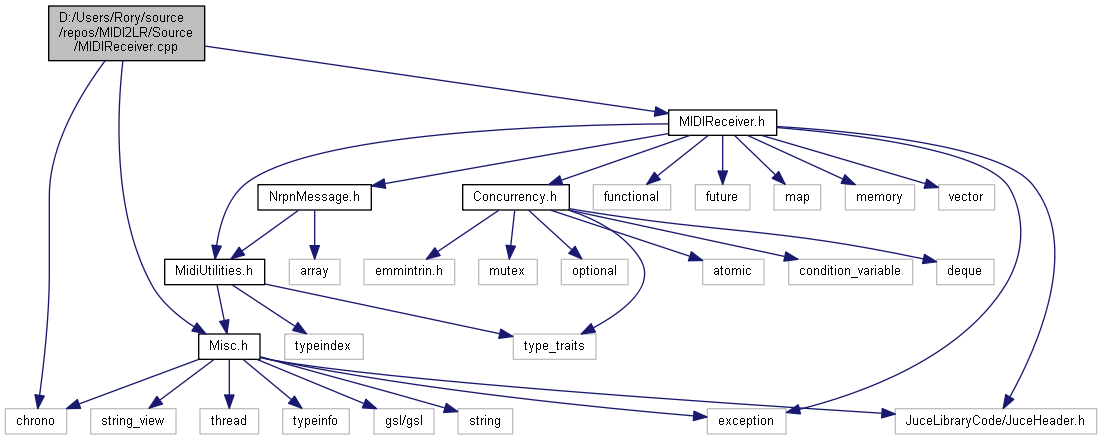 D:/Users/Rory/source
/repos/MIDI2LR/Source
/MIDIReceiver.cpp
MIDIReceiver.h
NrpnMessage.h
Concurrency.h
functional
future
map
memory
vector
MidiUtilities.h
array
emmintrin.h
mutex
optional
atomic
condition_variable
deque
Misc.h
typeindex
type_traits
chrono
string_view
thread
typeinfo
gsl/gsl
string
exception
JuceLibraryCode/JuceHeader.h